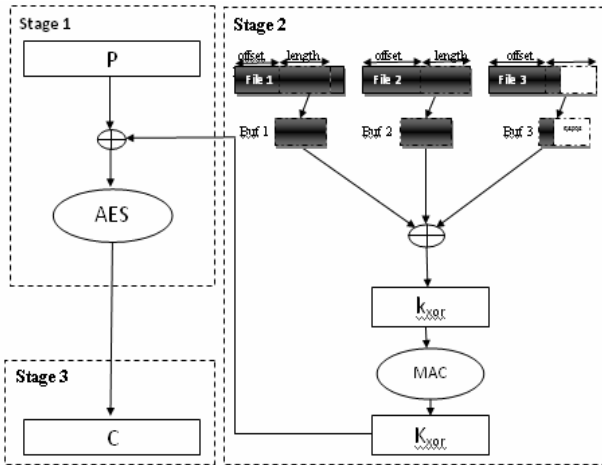 Stage 1
P
AES
Stage 3
C
Stage 2
offset length offset length offset
File 1 File 2 File 3
Buf 1 Buf 2 Buf 3
kxor
MAC
Kxor